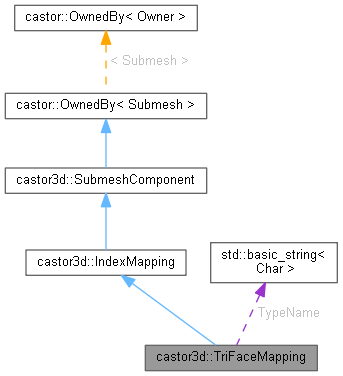 castor::OwnedBy< Owner >
< Submesh >
castor::OwnedBy< Submesh >
castor3d::SubmeshComponent
castor3d::IndexMapping
std::basic_string<
Char >
TypeName
castor3d::TriFaceMapping